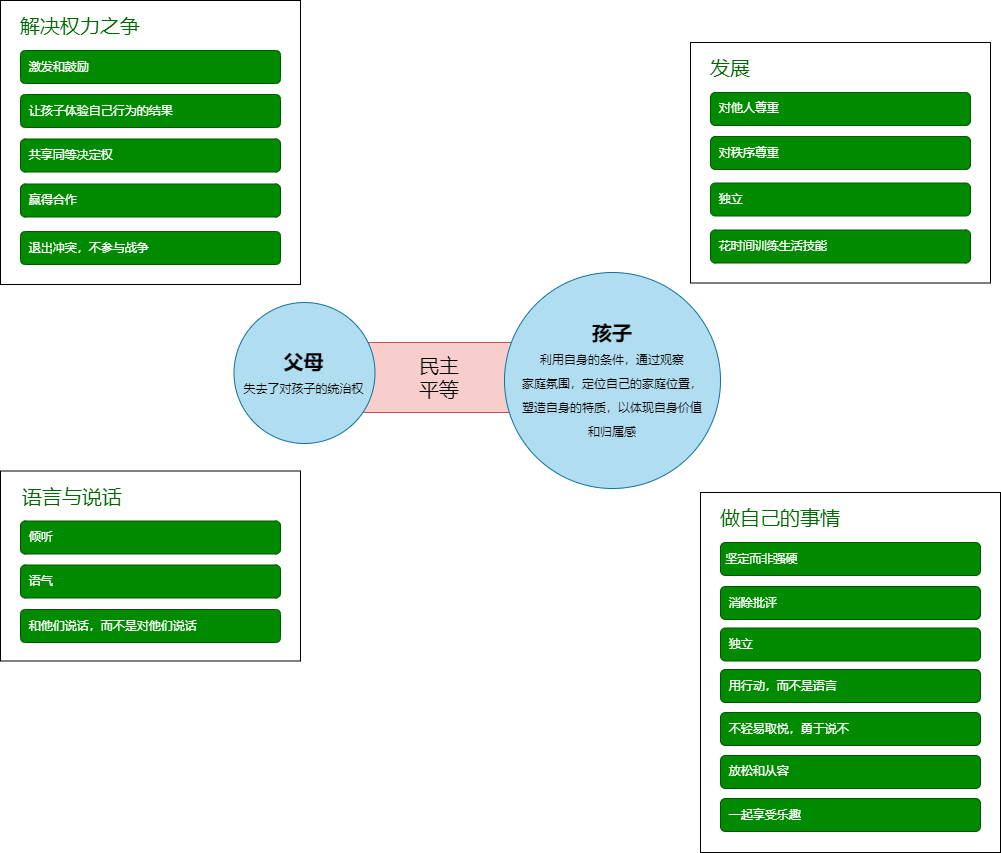 解决权力之争
激发和鼓励
让孩子体验自己行为的结果
共享同等决定权
赢得合作
退出冲突，不参与战争
发展
对他人尊重
对秩序尊重
独立
花时间训练生活技能
父母
失去了对孩子的统治权
民主
平等
孩子
利用自身的条件，通过观察
家庭氛围，定位自己的家庭位置，
塑造自身的特质，以体现自身价值
和归属感
语言与说话
倾听
语气
和他们说话，而不是对他们说话
做自己的事情
坚定而非强硬
消除批评
独立
用行动，而不是语言
不轻易取悦，勇于说不
放松和从容
一起享受乐趣